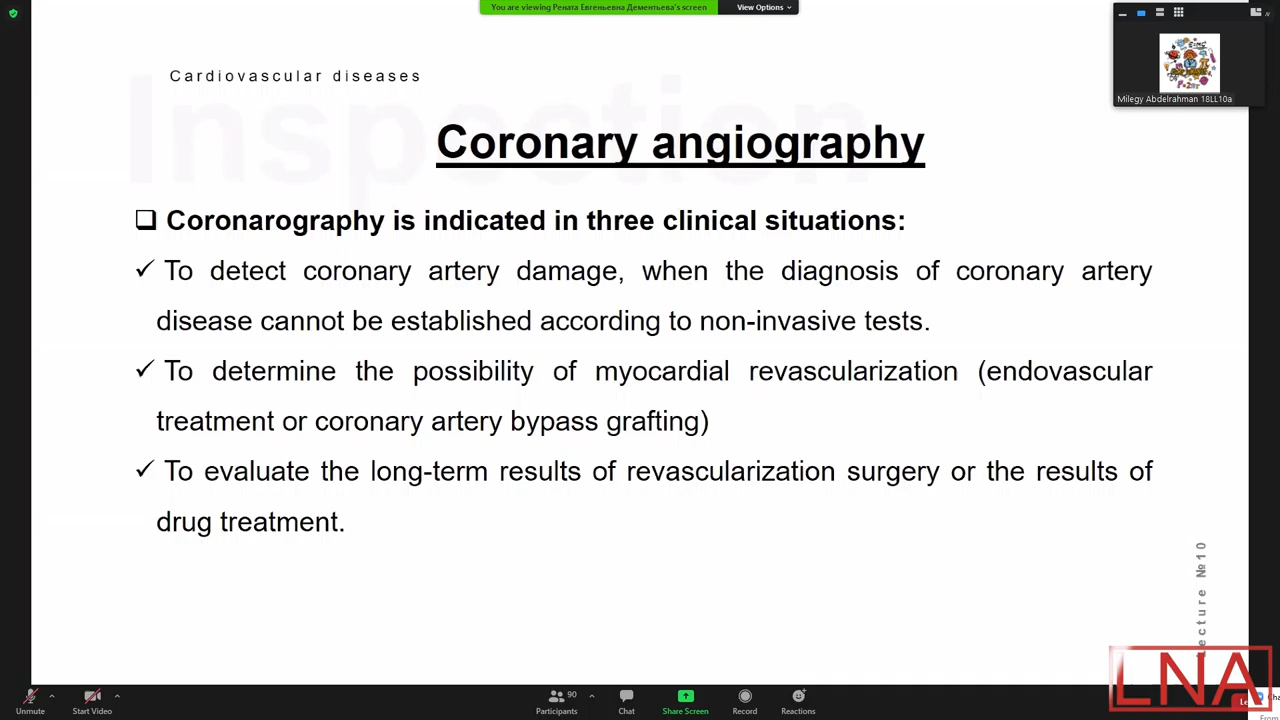 You are viewing Рената Евгеньевна Дементьева's screen
View Options
Cardiovascular diseases
Inspection
Coronary angiography
Coronarography is indicated in three clinical situations:
To detect coronary artery damage, when the diagnosis of coronary artery
disease cannot be established according to non-invasive tests.
To determine the possibility of myocardial revascularization (endovascular
treatment or coronary artery bypass grafting)
To evaluate the long-term results of revascularization surgery or the results of
drug treatment.
Milegy Abdelrahman 18LL10a
Lecture №10
LNA
Unmute
Start Video
90
Participants
Chat
Share Screen
Record
Reactions